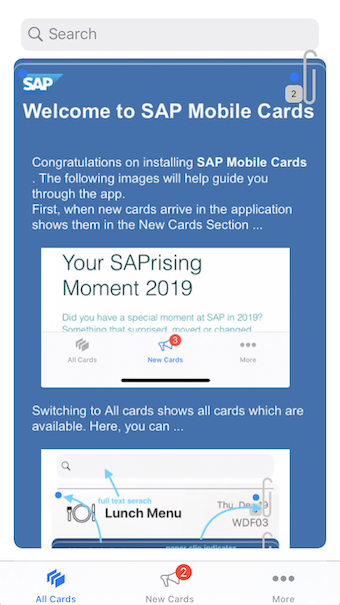 Search
SAP
2
Welcome to SAP Mobile Cards
Congratulations on installing SAP Mobile Cards
. The following images will help guide you
through the app.
First, when new cards arrive in the application
shows them in the New Cards Section ...
Your SAPrising
Moment 2019
Did you have a special moment at SAP in 2019?
Something that surprised, moved or changed
3
All Cards
New Cards
More
Switching to All cards shows all cards which are
available. Here, you can ...
full text serach
Lunch Menu
Thu, Dec 19
WDF03
paper clip indicator
2
All Cards
New Cards
More